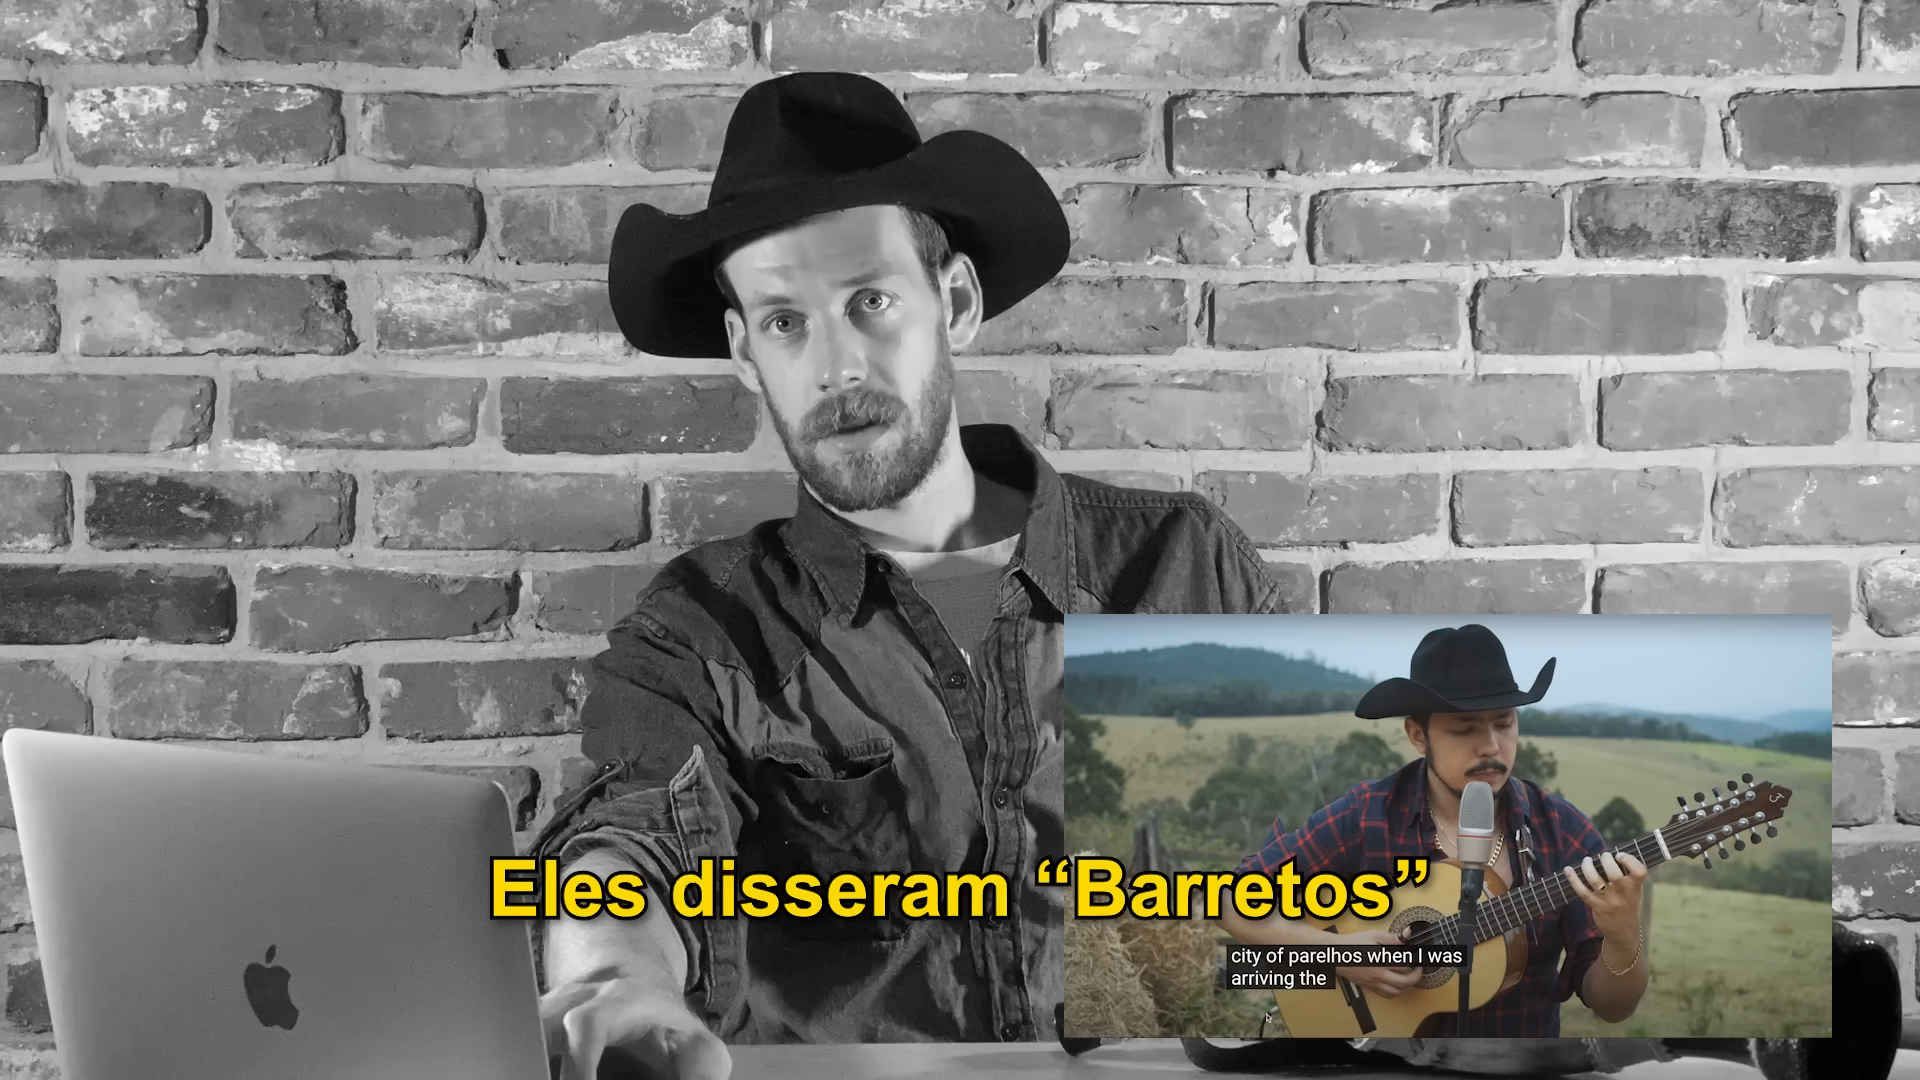 Eles disseram “Barretos”
city of parelhos when I was
arriving the